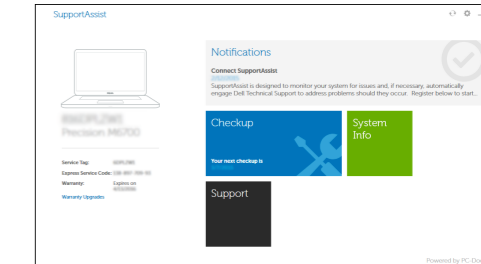 SupportAssist
Notifications
Connect SupportAssist
SupportAssist is designed to monitor your system for issues and, if necessary, automatically
engage Dell Technical Support to address problems should they occur. Register below to start...
Precision M6700
Checkup
Your next checkup is
System
Info
Service Tag:
Express Service Code:
Warranty:
Expires on
Warranty Upgrades
Support
Powered by PC-Doc